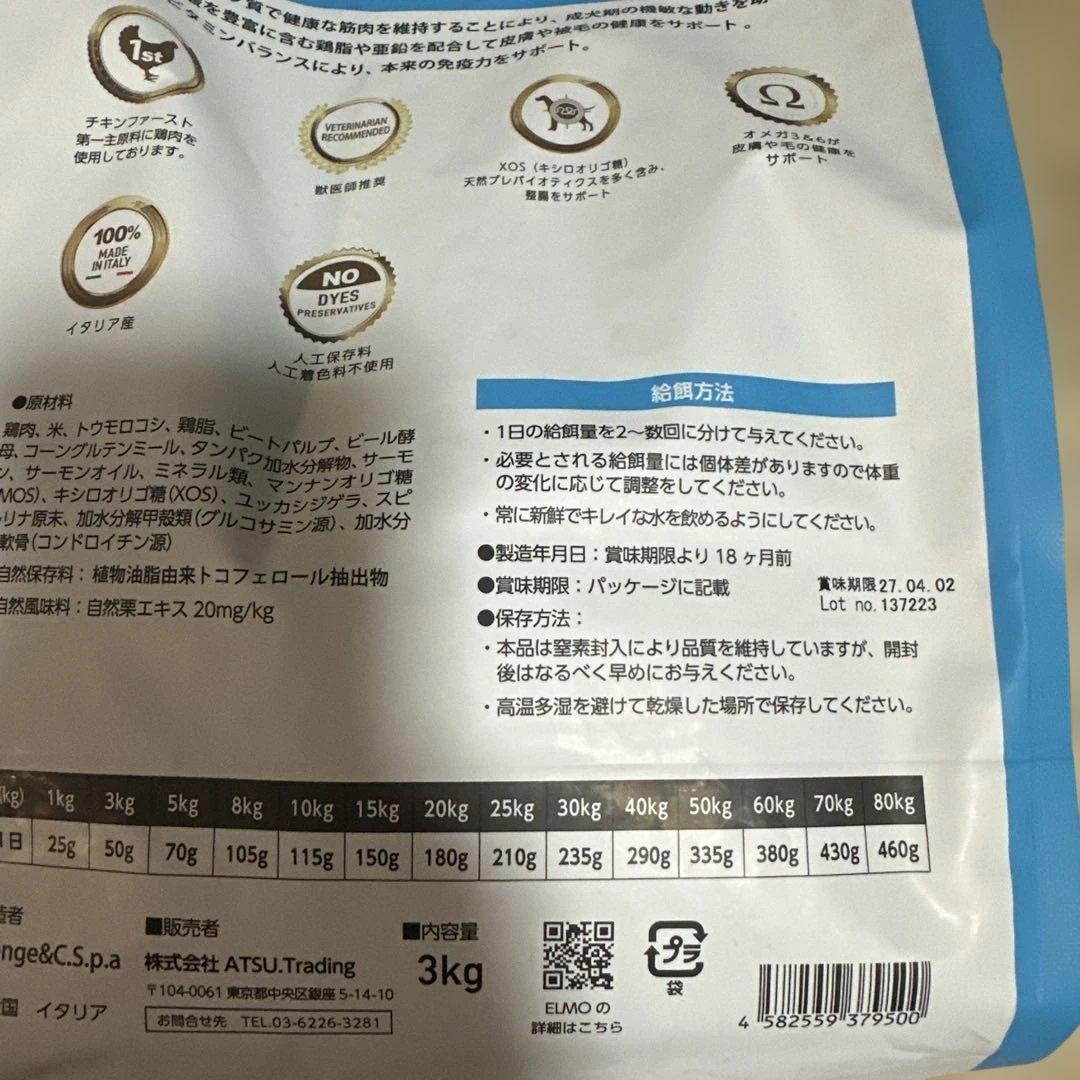 質で健康な筋肉を維持することにより、成犬期の機敏な動きを助
を豊富に含む鶏脂や亜鉛を配合して皮膚や被毛の健康をサポート。
ビタミンバランスにより、本来の免疫力をサポート。
1st
チキンファースト
第一主原料に鶏肉を
使用しております。
VETERINARIAN
RECOMMENDED
獣医師推奨
XOS（キシロオリゴ糖）
天然プレバイオティクスを多く含み、
整腸をサポート
Ω
オメガ3&6が
皮膚や毛の健康を
サポート
100%
MADE
IN ITALY
イタリア産
NO
DYES
PRESERVATIVES
人工保存料
人工着色料不使用
●原材料
鶏肉、米、トウモロコシ、鶏脂、ビートパルプ、ビール酵
母、コーングルテンミール、タンパク加水分解物、サーモ
ン、サーモンオイル、ミネラル類、マンナンオリゴ糖
MOS)、キシロオリゴ糖(XOS)、ユッカシジゲラ、スピ
リナ原末、加水分解甲殻類(グルコサミン源)、加水分
軟骨(コンドロイチン源)
自然保存料：植物油脂由来トコフェロール抽出物
自然風味料：自然栗エキス 20mg/kg
給餌方法
・1日の給餌量を2〜数回に分けて与えてください。
・必要とされる給餌量には個体差がありますので体重
の変化に応じて調整をしてください。
・常に新鮮でキレイな水を飲めるようにしてください。
●製造年月日：賞味期限より 18 ヶ月前
●賞味期限：パッケージに記載
賞味期限27.04.02
Lot no.137223
●保存方法：
・本品は窒素封入により品質を維持していますが、開封
後はなるべく早めにお与えください。
・高温多湿を避けて乾燥した場所で保存してください。
(kg) 1kg 3kg 5kg 8kg 10kg 15kg 20kg 25kg 30kg 40kg 50kg 60kg 70kg 80kg
1日 25g 50g 70g 105g 115g 150g 180g 210g 235g 290g 335g 380g 430g 460g
造者
nge&C.S.p.a
国 イタリア
■販売者
株式会社 ATSU.Trading
〒104-0061 東京都中央区銀座 5-14-10
お問合せ先 TEL.03-6226-3281
■内容量
3kg
ELMO の
詳細はこちら
プラ
袋
4 582559 379500